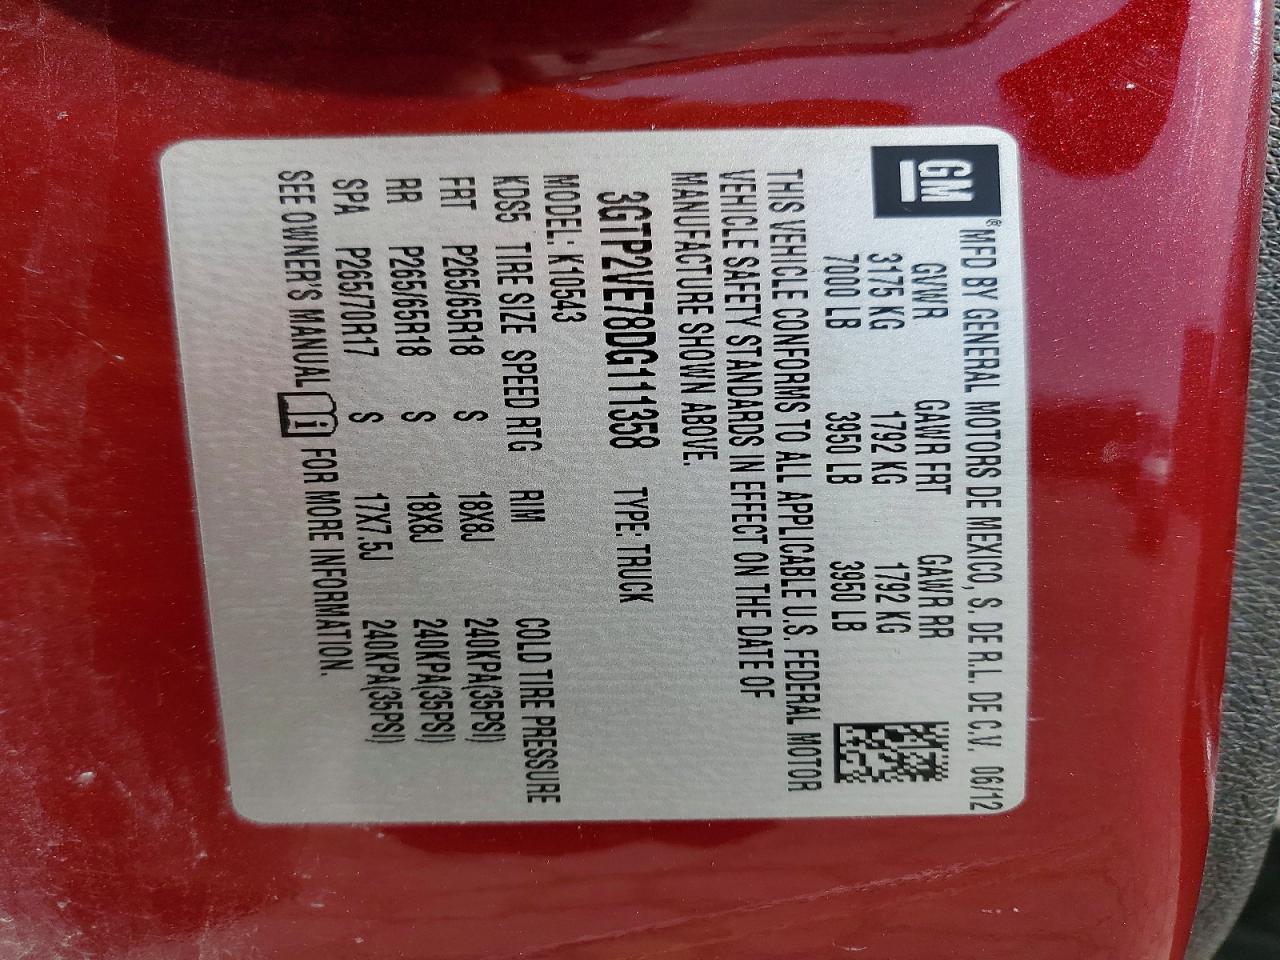 GM
® MFD BY GENERAL MOTORS DE MEXICO, S. DE R.L. DE C.V. 06/12
GVWR GAWR FRT GAWR RR
3175 KG 1792 KG 1792 KG
7000 LB 3950 LB 3950 LB
THIS VEHICLE CONFORMS TO ALL APPLICABLE U.S. FEDERAL MOTOR
VEHICLE SAFETY STANDARDS IN EFFECT ON THE DATE OF
MANUFACTURE SHOWN ABOVE.
3GTP2VE78DG111358 TYPE: TRUCK
MODEL: K10543
KDS5 TIRE SIZE SPEED RTG RIM COLD TIRE PRESSURE
FRT P265/65R18 S 18X8J 240KPA(35PSI)
RR P265/65R18 S 18X8J 240KPA(35PSI)
SPA P265/70R17 S 17X7.5J 240KPA(35PSI)
SEE OWNER'S MANUAL i FOR MORE INFORMATION.